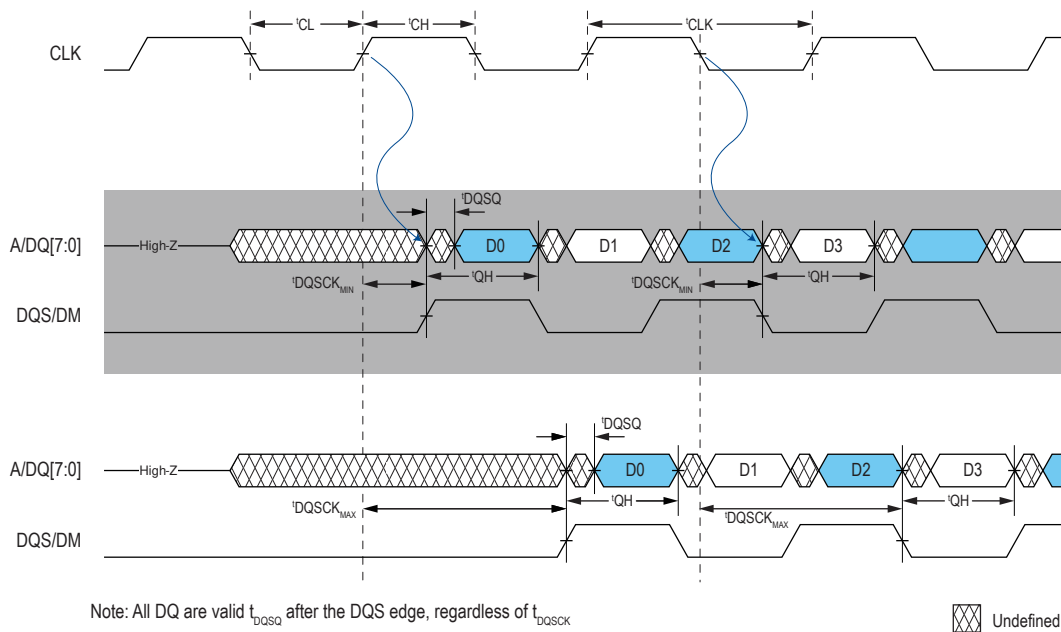 tCL
tCH
tCLK
CLK
tDQSQ
A/DQ[7:0]
High-Z
D0
D1
D2
D3
tDQSCKMIN
tQH
tDQSCKMIN
tQH
DQS/DM
tDQSQ
A/DQ[7:0]
High-Z
D0
D1
D2
D3
tDQSCKMAX
tQH
tDQSCKMAX
tQH
DQS/DM
Note: All DQ are valid tDQSQ after the DQS edge, regardless of tDQSCK
Undefined